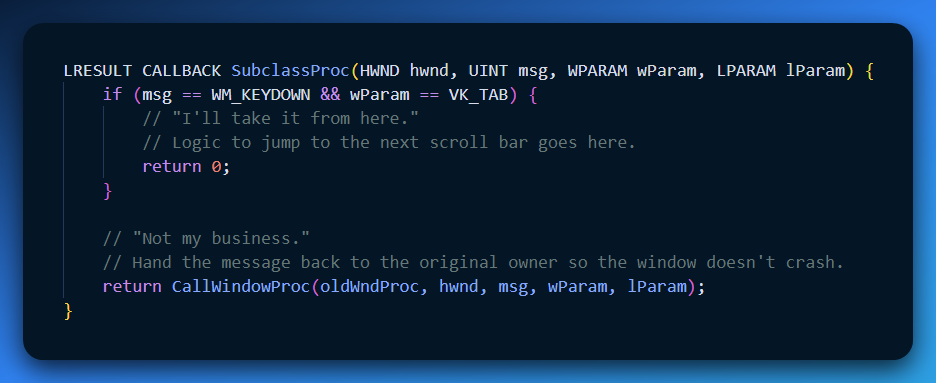 LRESULT CALLBACK SubclassProc(HWND hwnd, UINT msg, WPARAM wParam, LPARAM lParam) {
    if (msg == WM_KEYDOWN && wParam == VK_TAB) {
        // "I'll take it from here."
        // Logic to jump to the next scroll bar goes here.
        return 0;
    }

    // "Not my business."
    // Hand the message back to the original owner so the window doesn't crash.
    return CallWindowProc(oldWndProc, hwnd, msg, wParam, lParam);
}